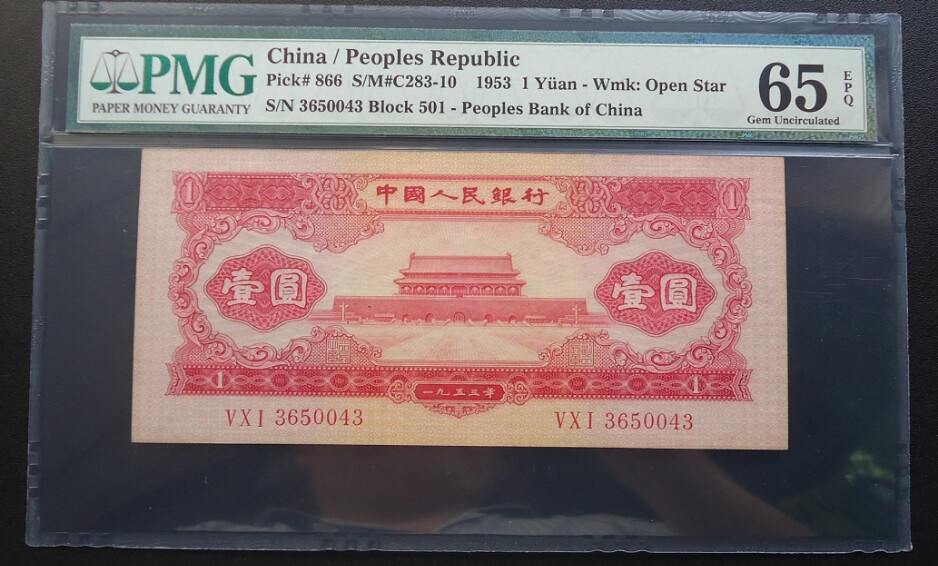 PMG
PAPER MONEY GUARANTY
China / Peoples Republic
Pick# 866 S/M#C283-10 1953 1 Yüan - Wmk: Open Star
S/N 3650043 Block 501 - Peoples Bank of China
65 EPQ
Gem Uncirculated
1 中國人民銀行 1
壹圓 壹圓
1 一九五三年 1
VXI 3650043 VXI 3650043